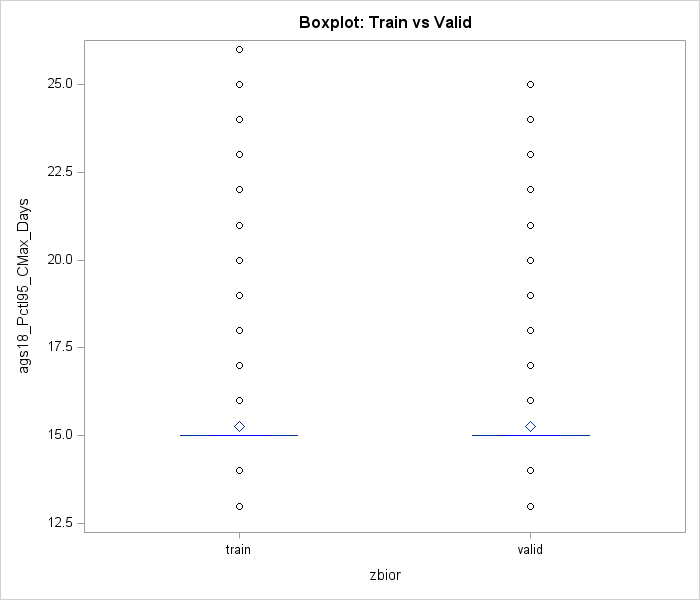 Boxplot: Train vs Valid
25.0
22.5
20.0
17.5
15.0
12.5
ags18_Pctl95_CMax_Days
train
valid
zbior